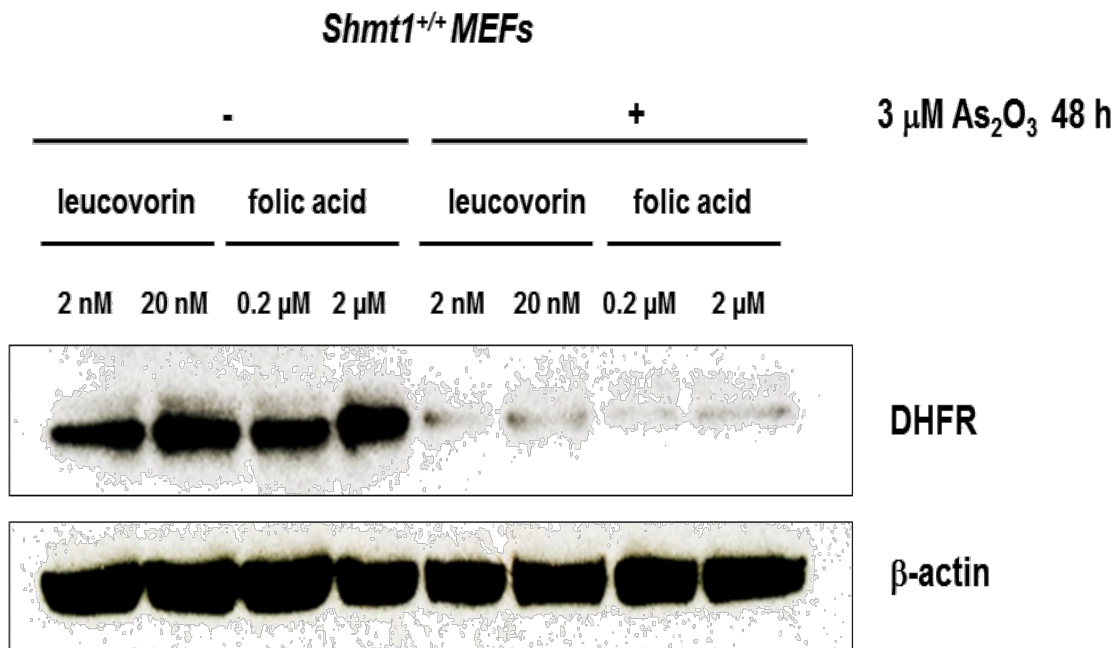 Shmt1+/+ MEFs
- + 3 μM As₂O₃ 48 h
leucovorin folic acid leucovorin folic acid
2 nM 20 nM 0.2 μM 2 μM 2 nM 20 nM 0.2 μM 2 μM
DHFR
β-actin